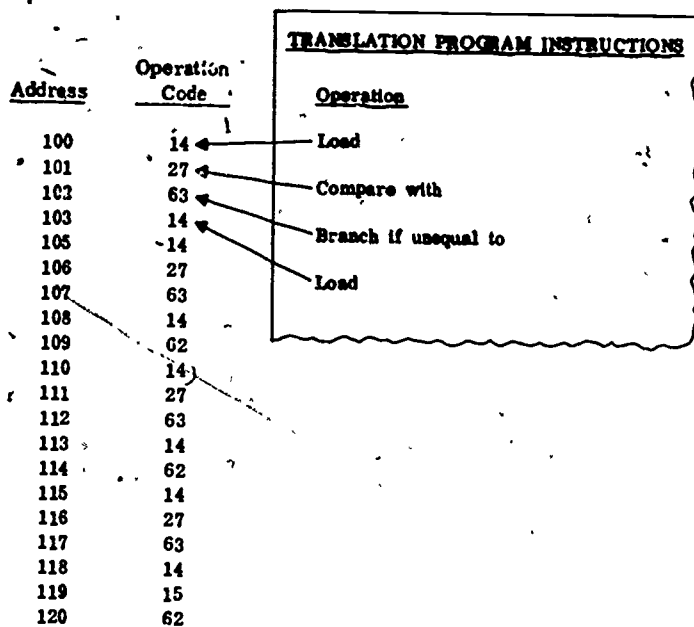 TRANSLATION PROGRAM INSTRUCTIONS
Operation
Address Code Operation
100 14 Load
101 27
Compare with
102 63
103 14 Branch if unequal to
105 14
106 27 Load
107 63
108 14
109 62
110 14
111 27
112 63
113 14
114 62
115 14
116 27
117 63
118 14
119 15
120 62